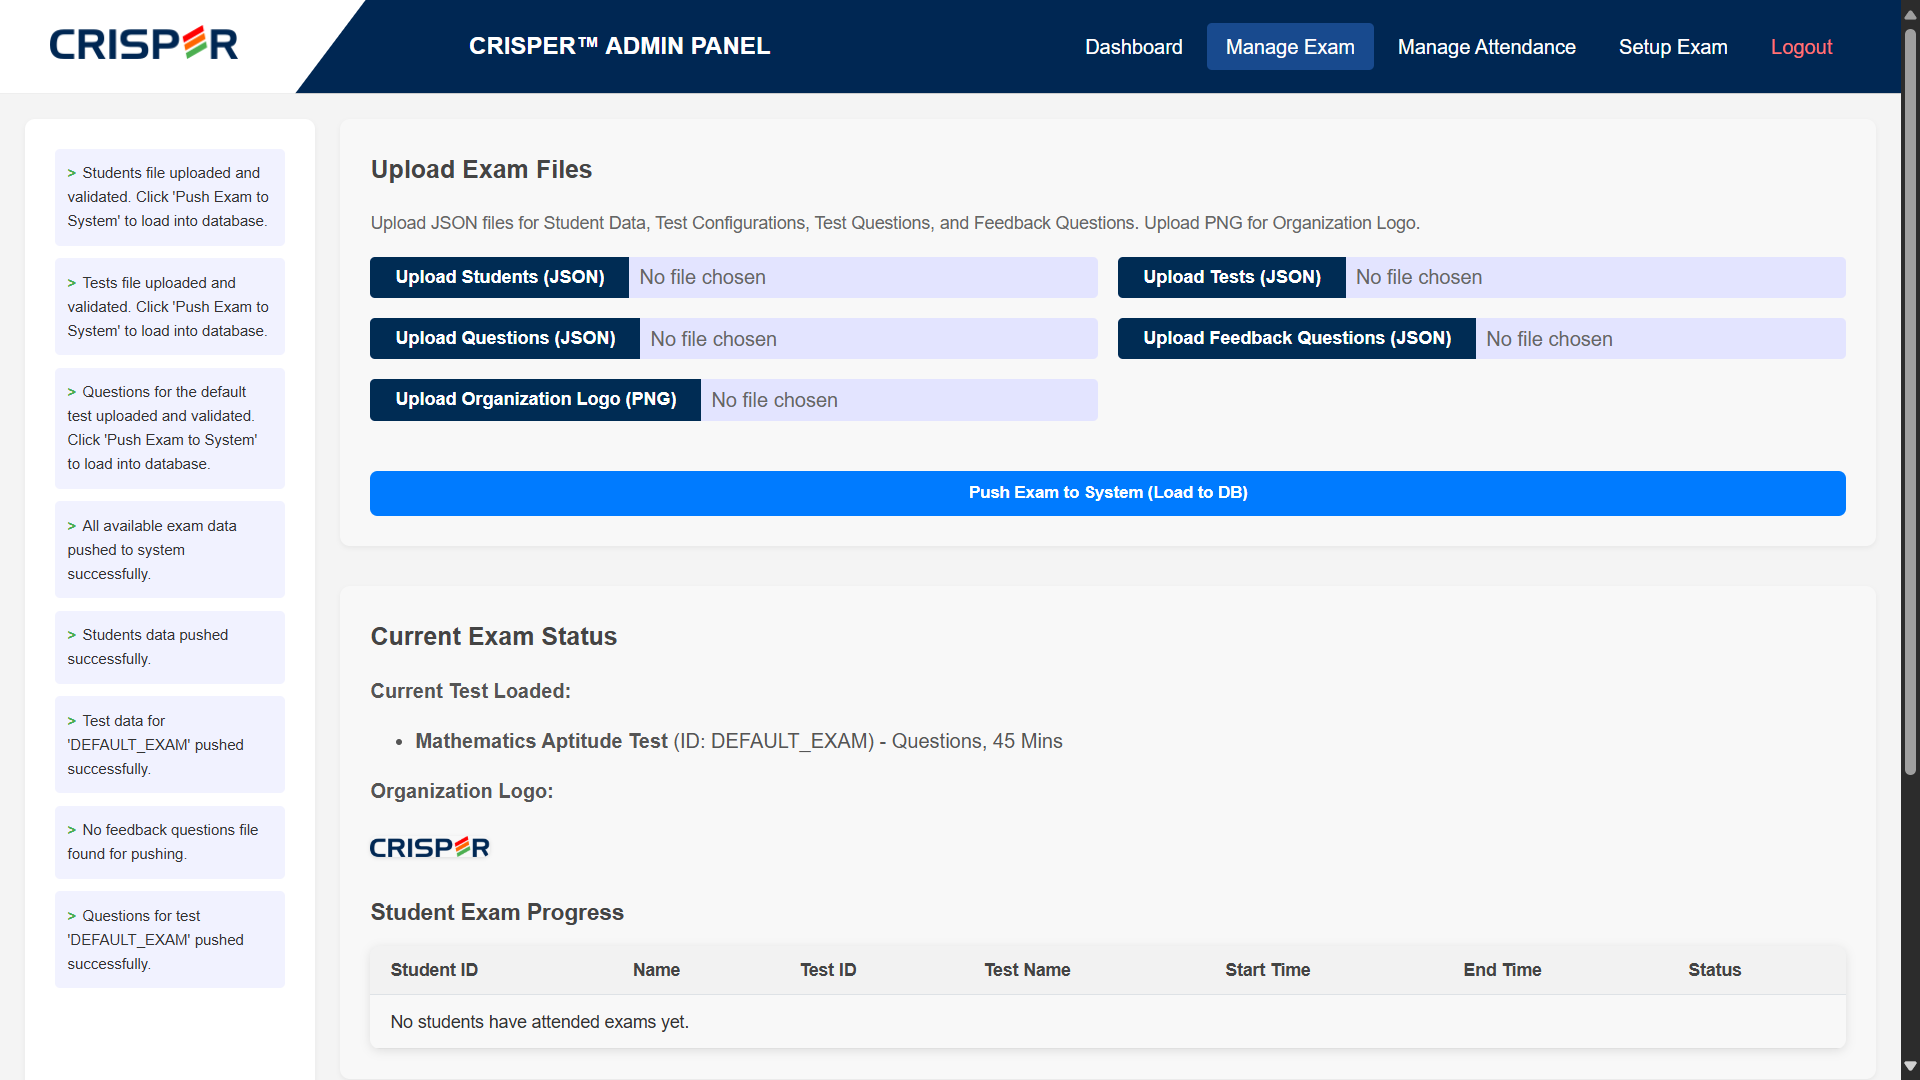 CRISPER
CRISPER™ ADMIN PANEL
Dashboard
Manage Exam
Manage Attendance
Setup Exam
Logout
> Students file uploaded and
validated. Click 'Push Exam to
System' to load into database.
> Tests file uploaded and
validated. Click 'Push Exam to
System' to load into database.
> Questions for the default
test uploaded and validated.
Click 'Push Exam to System'
to load into database.
> All available exam data
pushed to system
successfully.
> Students data pushed
successfully.
> Test data for
'DEFAULT_EXAM' pushed
successfully.
> No feedback questions file
found for pushing.
> Questions for test
'DEFAULT_EXAM' pushed
successfully.
Upload Exam Files
Upload JSON files for Student Data, Test Configurations, Test Questions, and Feedback Questions. Upload PNG for Organization Logo.
Upload Students (JSON) No file chosen
Upload Tests (JSON) No file chosen
Upload Questions (JSON) No file chosen
Upload Feedback Questions (JSON) No file chosen
Upload Organization Logo (PNG) No file chosen
Push Exam to System (Load to DB)
Current Exam Status
Current Test Loaded:
• Mathematics Aptitude Test (ID: DEFAULT_EXAM) - Questions, 45 Mins
Organization Logo:
CRISPER
Student Exam Progress
Student ID Name Test ID Test Name Start Time End Time Status
No students have attended exams yet.